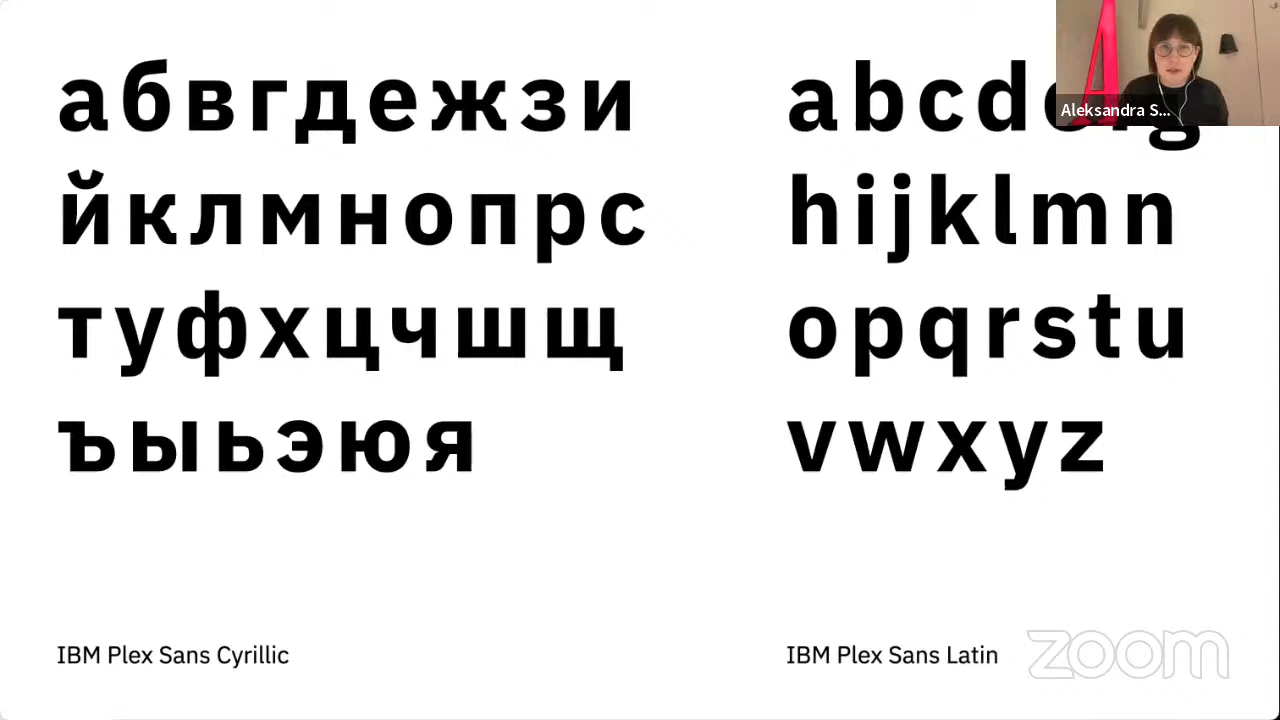 абвгдежзи
йклмнопрс
туфхцчшщ
ъыьэюя
abcdefg
hijklmn
opqrstu
vwxyz
IBM Plex Sans Cyrillic
IBM Plex Sans Latin
zoom
Aleksandra S...